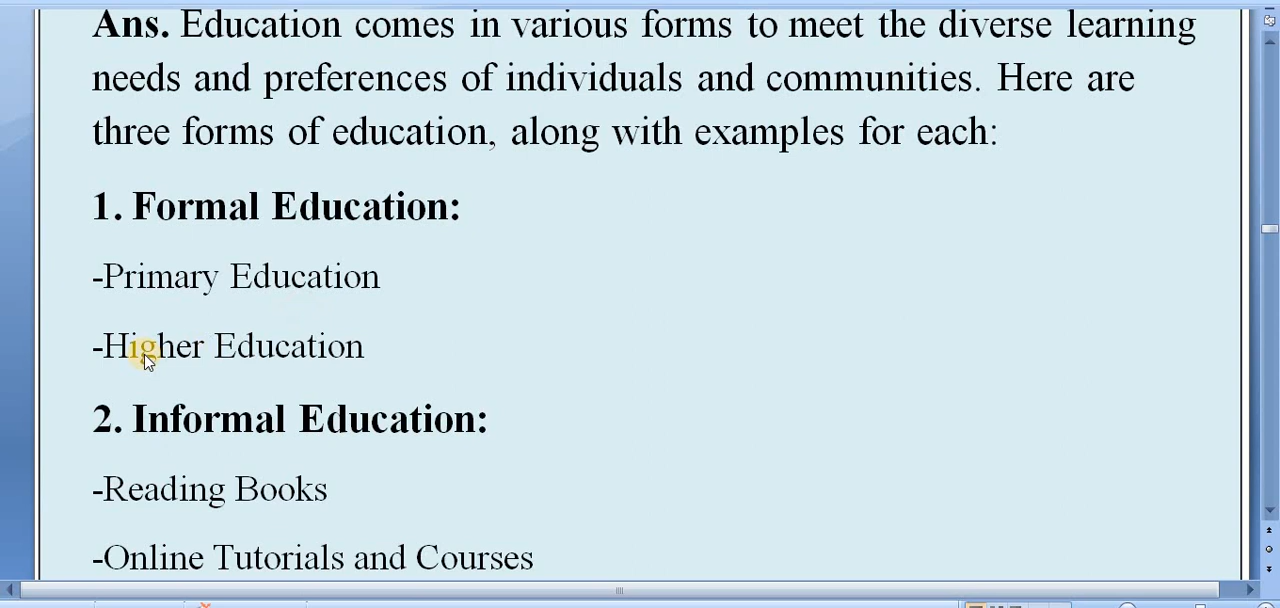 Ans. Education comes in various forms to meet the diverse learning
needs and preferences of individuals and communities. Here are
three forms of education, along with examples for each:
1. Formal Education:
-Primary Education
-Higher Education
2. Informal Education:
-Reading Books
-Online Tutorials and Courses